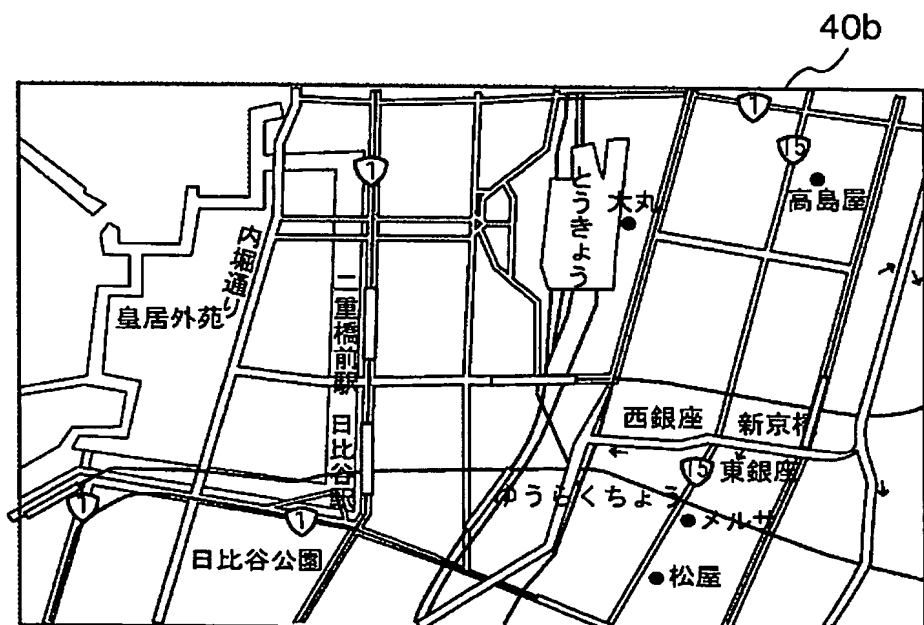 40b
1
15
1
とうきょう
大丸
高島屋
内堀通り
二重橋前駅
皇居外苑
日比谷駅
西銀座
新京橋
15
東銀座
ゆうらくちょう
メルサ
1
1
日比谷公園
松屋